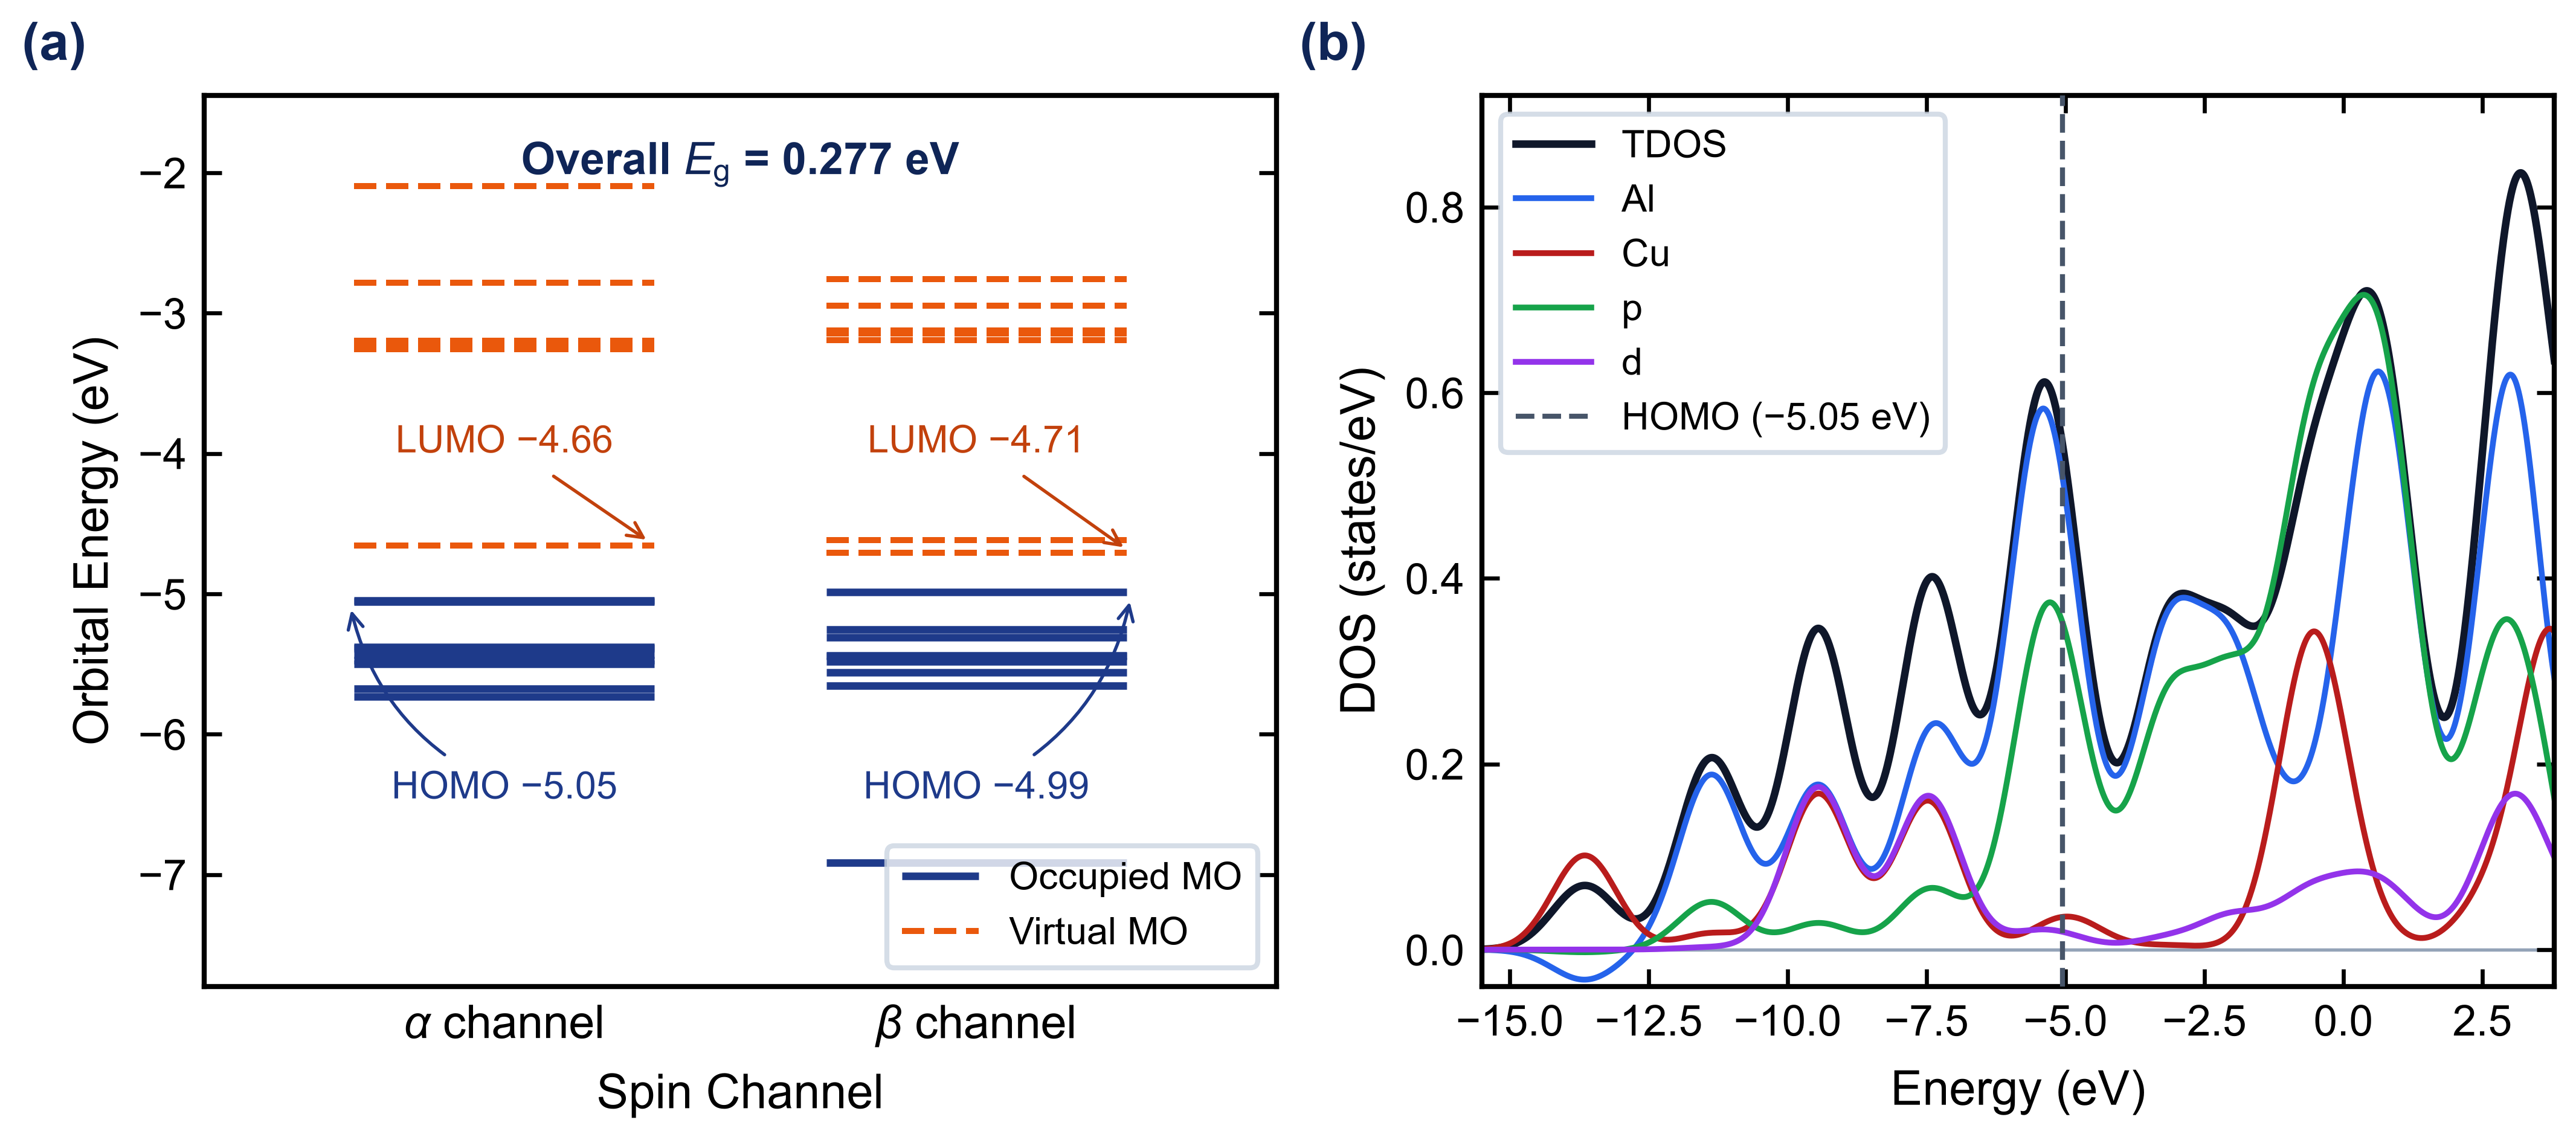 (a)
Overall Eg = 0.277 eV
Orbital Energy (eV)
−2
−3
−4
−5
−6
−7
LUMO −4.66
LUMO −4.71
HOMO −5.05
HOMO −4.99
Occupied MO
Virtual MO
α channel
β channel
Spin Channel
(b)
DOS (states/eV)
0.8
0.6
0.4
0.2
0.0
TDOS
Al
Cu
p
d
HOMO (−5.05 eV)
−15.0 −12.5 −10.0 −7.5 −5.0 −2.5 0.0 2.5
Energy (eV)